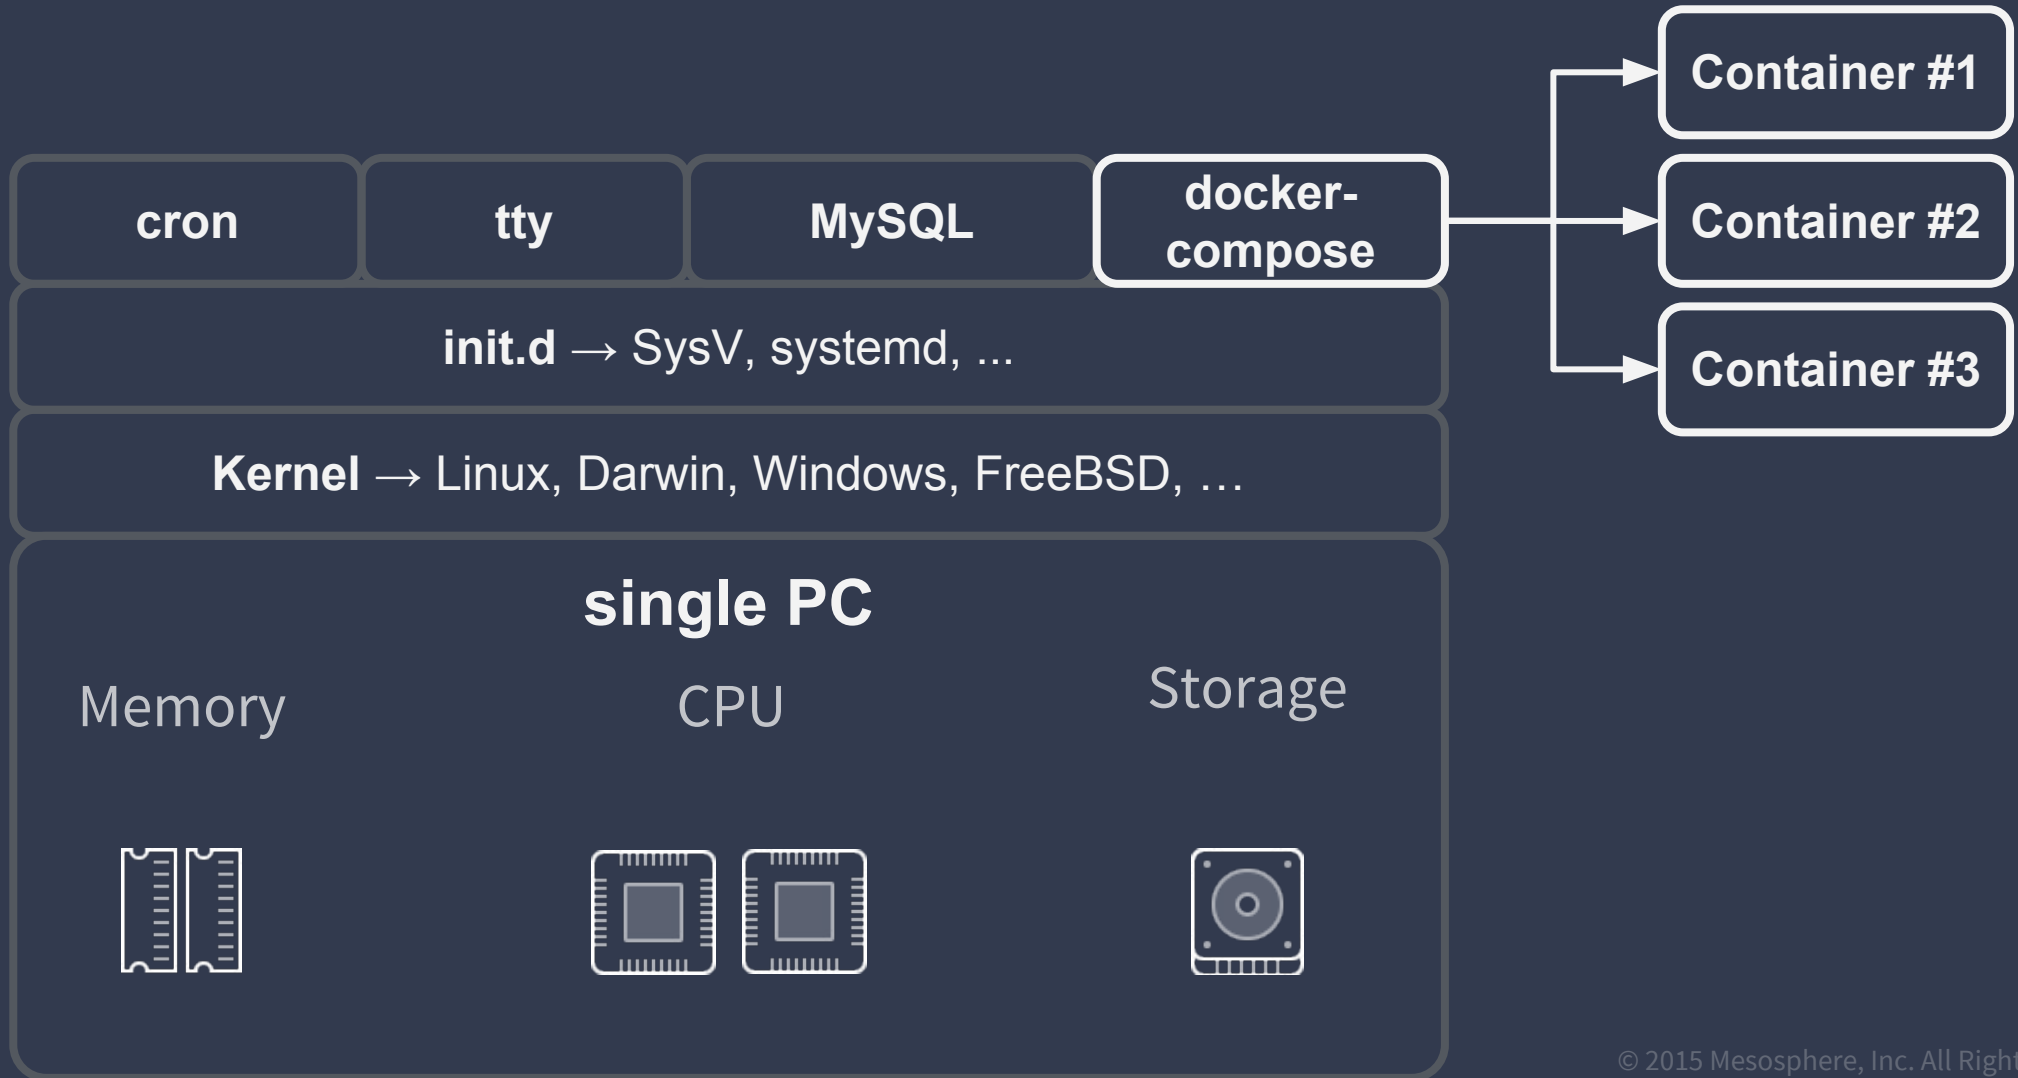 Container #1
cron
tty
MySQL
docker-
compose
Container #2
init.d → SysV, systemd, ...
Container #3
Kernel → Linux, Darwin, Windows, FreeBSD, …
single PC
Memory
CPU
Storage
© 2015 Mesosphere, Inc. All Right